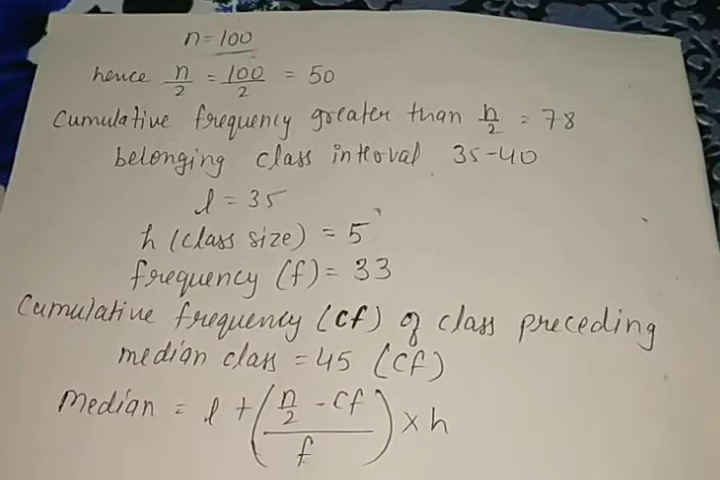 n = 100
hence n/2 = 100/2 = 50
Cumulative frequency greater than n/2 = 78
belonging class interval 35-40
l = 35
h (class size) = 5
frequency (f) = 33
Cumulative frequency (cf) of class preceding
median class = 45 (cf)
Median = l + ((n/2 - cf)/f) × h